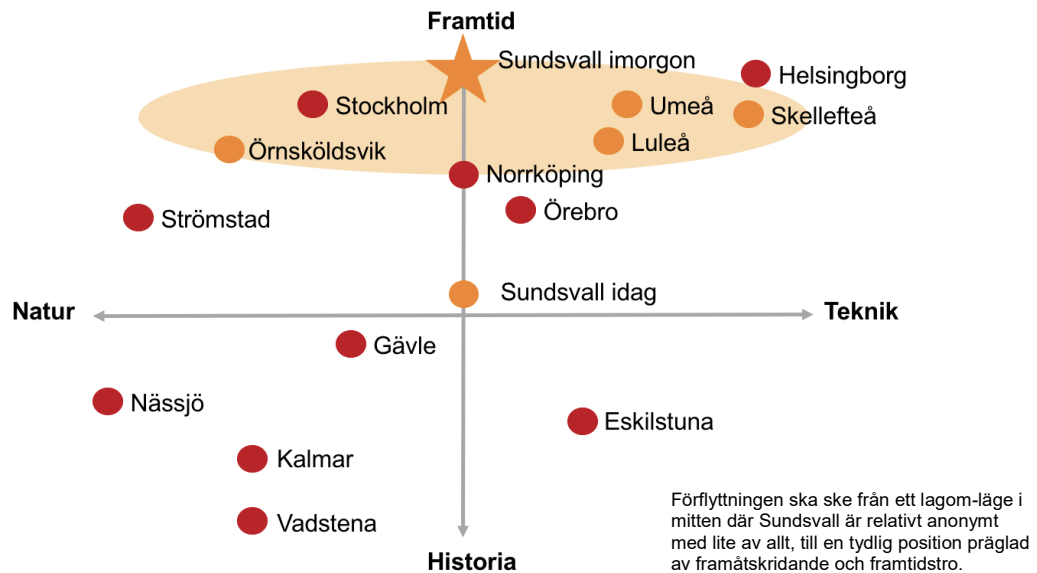 Framtid
Sundsvall imorgon
Helsingborg
Stockholm
Umeå
Skellefteå
Luleå
Örnsköldsvik
Norrköping
Örebro
Strömstad
Sundsvall idag
Natur
Teknik
Gävle
Nässjö
Eskilstuna
Kalmar
Vadstena
Historia
Förflyttningen ska ske från ett lagom-läge i
mitten där Sundsvall är relativt anonymt
med lite av allt, till en tydlig position präglad
av framåtskridande och framtidstro.